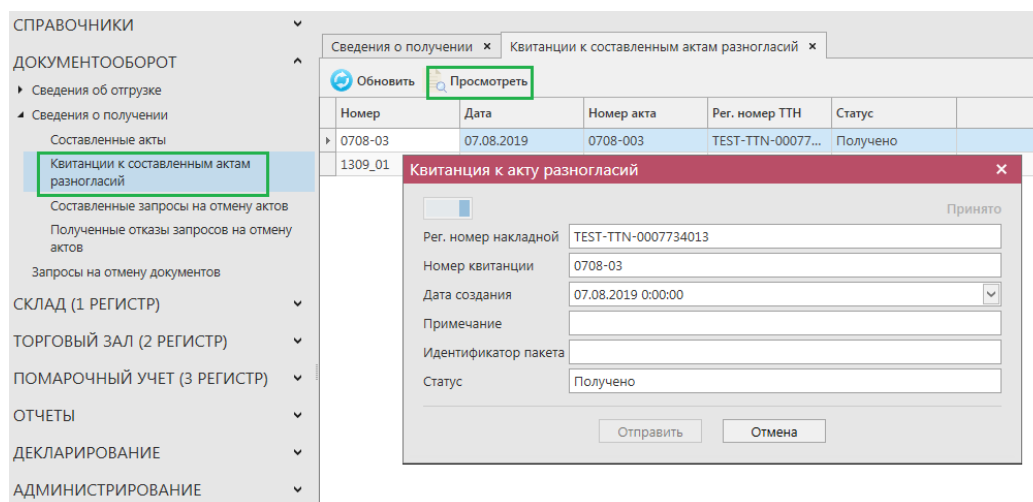 СПРАВОЧНИКИ
ДОКУМЕНТООБОРОТ
Сведения об отгрузке
Сведения о получении
Составленные акты
Квитанции к составленным актам
разногласий
Составленные запросы на отмену актов
Полученные отказы запросов на отмену
актов
Запросы на отмену документов
СКЛАД (1 РЕГИСТР)
ТОРГОВЫЙ ЗАЛ (2 РЕГИСТР)
ПОМАРОЧНЫЙ УЧЕТ (3 РЕГИСТР)
ОТЧЕТЫ
ДЕКЛАРИРОВАНИЕ
АДМИНИСТРИРОВАНИЕ
Сведения о получении × Квитанции к составленным актам разногласий ×
Обновить Просмотреть
Номер Дата Номер акта Рег. номер ТТН Статус
0708-03 07.08.2019 0708-003 TEST-TTN-00077... Получено
1309_01
Квитанция к акту разногласий ×
Принято
Рег. номер накладной TEST-TTN-0007734013
Номер квитанции 0708-03
Дата создания 07.08.2019 0:00:00
Примечание
Идентификатор пакета
Статус Получено
Отправить Отмена